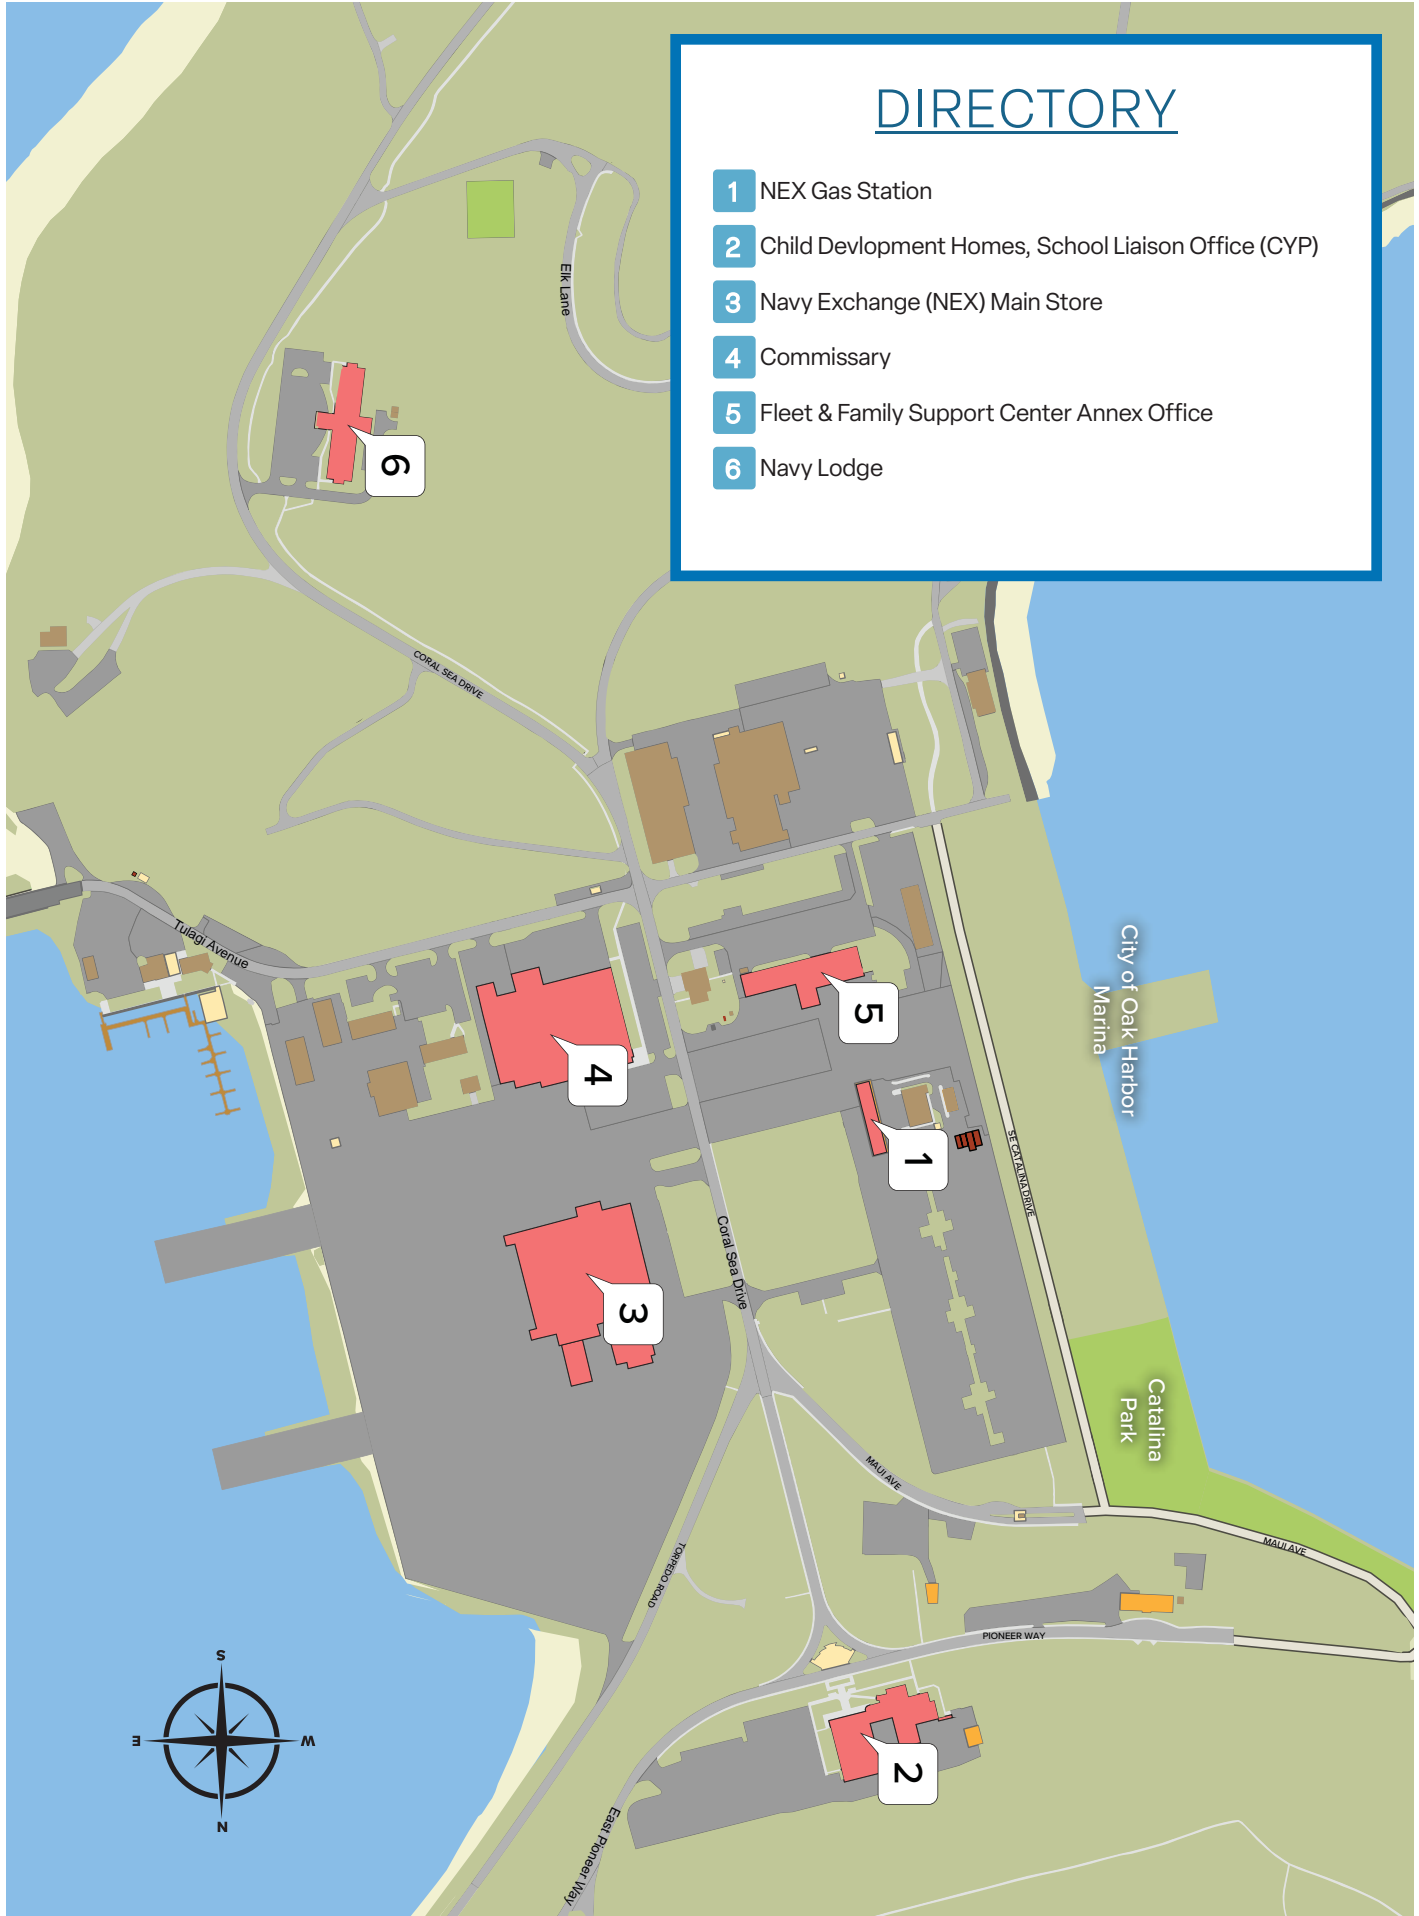 DIRECTORY
1 NEX Gas Station
2 Child Devlopment Homes, School Liaison Office (CYP)
3 Navy Exchange (NEX) Main Store
4 Commissary
5 Fleet & Family Support Center Annex Office
6 Navy Lodge
Elk Lane
6
CORAL SEA DRIVE
Tulagi Avenue
City of Oak Harbor
Marina
5
4
1
SE CATALINA DRIVE
Coral Sea Drive
3
Catalina
Park
MAUI AVE
MAUI AVE
TORPEDO ROAD
PIONEER WAY
2
East Pioneer Way
S
E
W
N